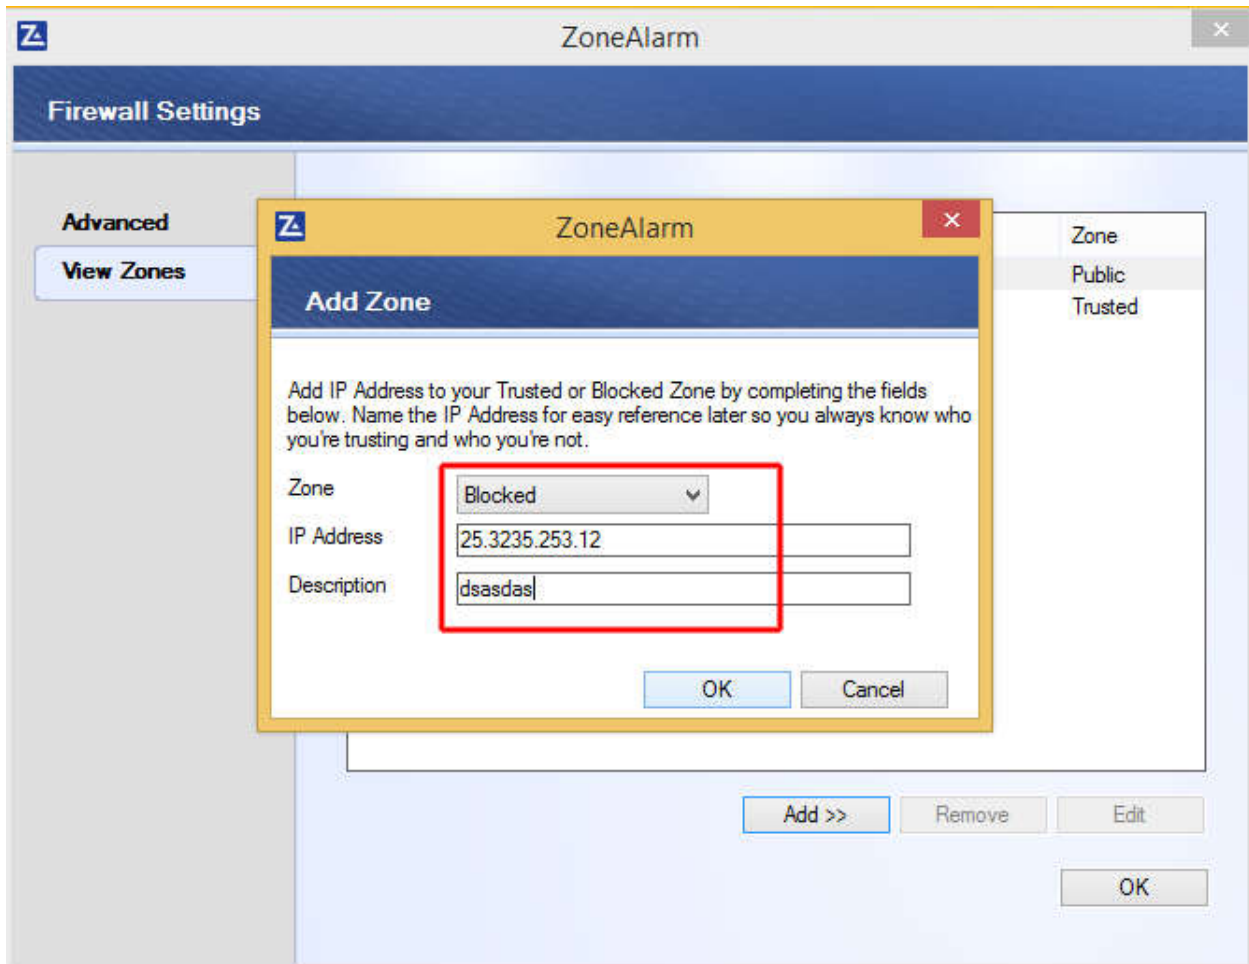 ZoneAlarm
Firewall Settings
Advanced
View Zones
Zone
Public
Trusted
ZoneAlarm
Add Zone
Add IP Address to your Trusted or Blocked Zone by completing the fields
below. Name the IP Address for easy reference later so you always know who
you're trusting and who you're not.
Zone
Blocked
IP Address
25.3235.253.12
Description
dsasdas
OK
Cancel
Add >>
Remove
Edit
OK